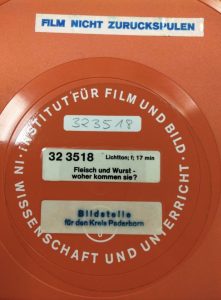 FILM NICHT ZURÜCKSPULEN
INSTITUT FÜR FILM UND BILD
323518
32 3518 Lichtton; f; 17 min
Fleisch und Wurst -
woher kommen sie?
Bildstelle
für den Kreis Paderborn
IN WISSENSCHAFT UND UNTERRICHT